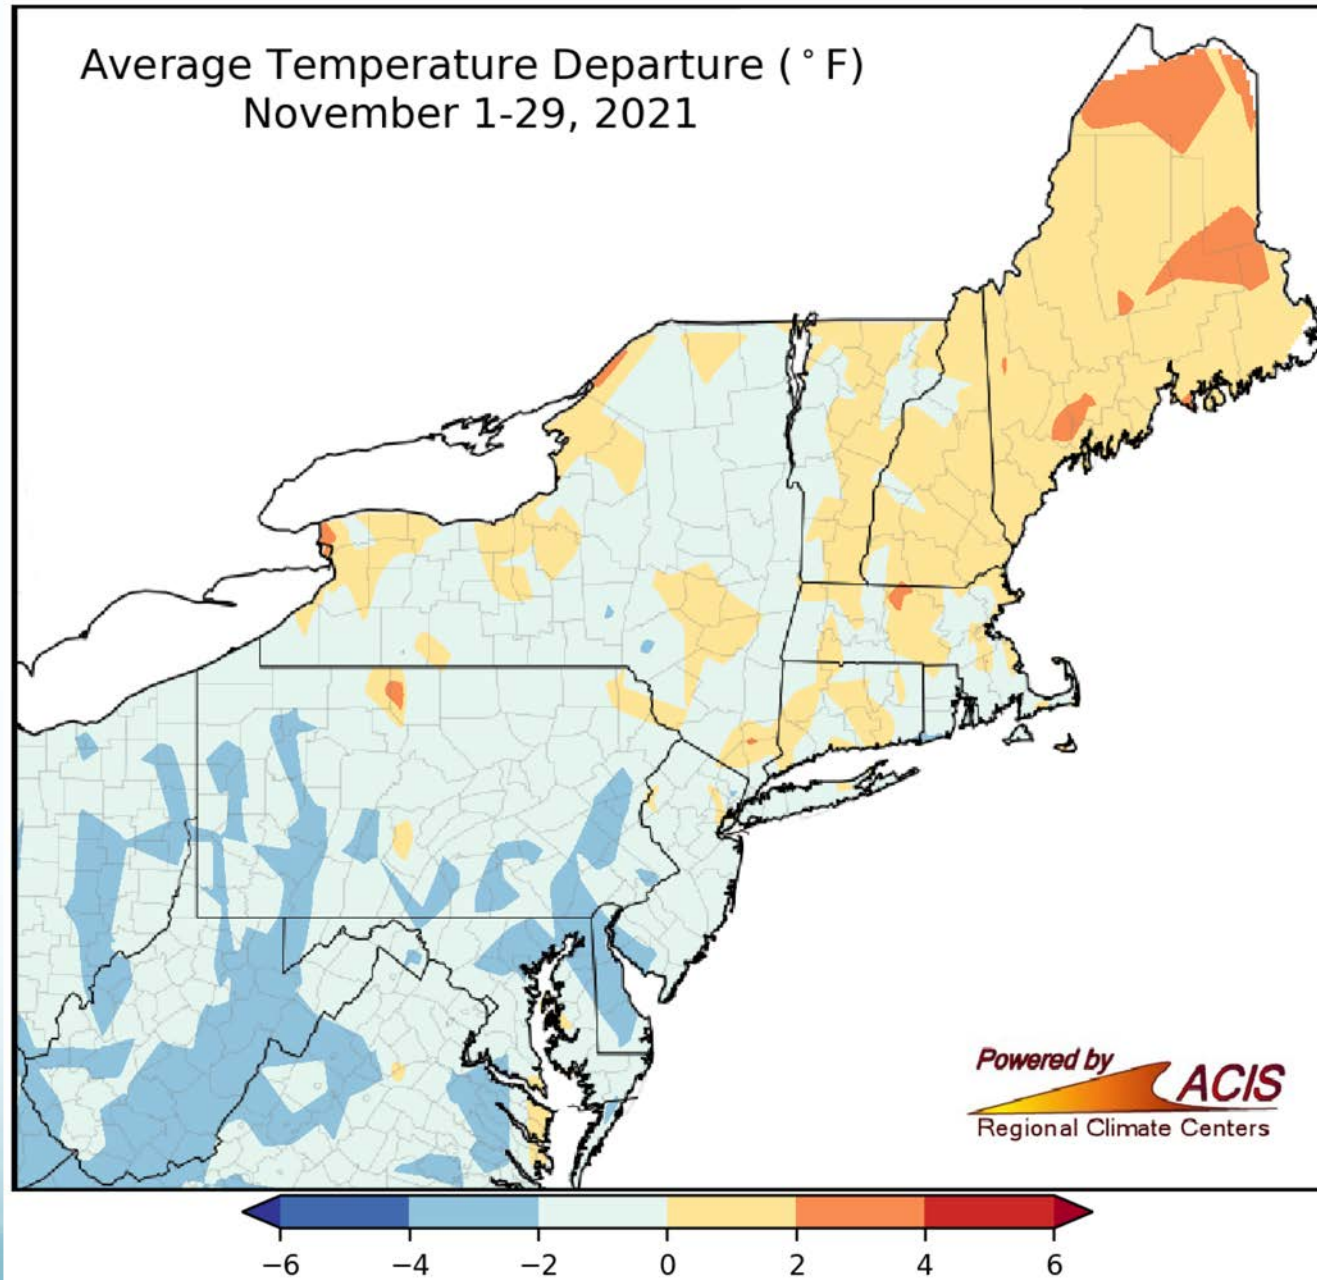 Average Temperature Departure (°F)
November 1-29, 2021
Powered by
ACIS
Regional Climate Centers
−6 −4 −2 0 2 4 6